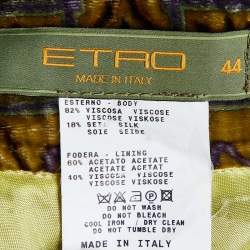 ETRO
MADE IN ITALY
44
ESTERNO - BODY
82% VISCOSA VISCOSE
VISCOSE VISKOSE
18% SETA SILK
SOIE SEIDE
FODERA - LINING
60% ACETATO ACETAT
ACETATE ACETAT
40% VISCOSA VISCOSE
VISCOSE VISKOSE
DO NOT WASH
DO NOT BLEACH
COOL IRON / DRY CLEAN
DO NOT TUMBLE DRY
MADE IN ITALY